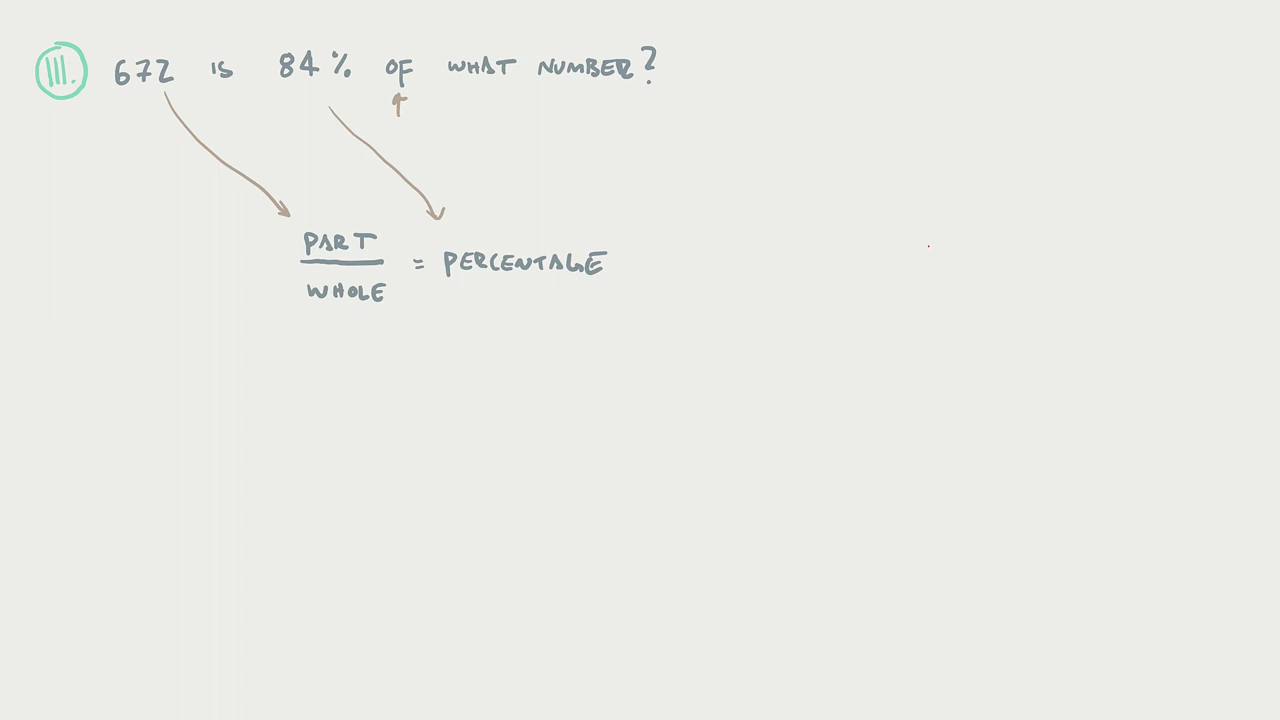 III. 672 IS 84% OF WHAT NUMBER?
PART
= PERCENTAGE
WHOLE